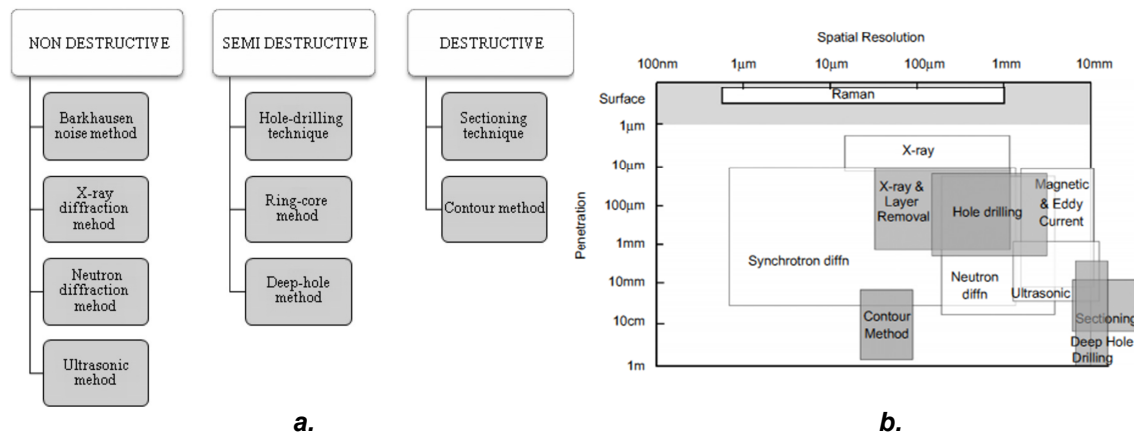 NON DESTRUCTIVE
Barkhausen
noise method
X-ray
diffraction mehod
Neutron
diffraction mehod
Ultrasonic
mehod
SEMI DESTRUCTIVE
Hole-drilling
technique
Ring-core
mehod
Deep-hole
method
DESTRUCTIVE
Sectioning
technique
Contour method
a.
Spatial Resolution
100nm 1µm 10µm 100µm 1mm 10mm
Penetration
Surface
1µm
10µm
100µm
1mm
10mm
10cm
1m
Raman
X-ray
X-ray &
Layer
Removal
Hole drilling
Magnetic
& Eddy
Current
Synchrotron diffn
Neutron
diffn
Ultrasonic
Contour
Method
Sectioning
Deep Hole
Drilling
b.